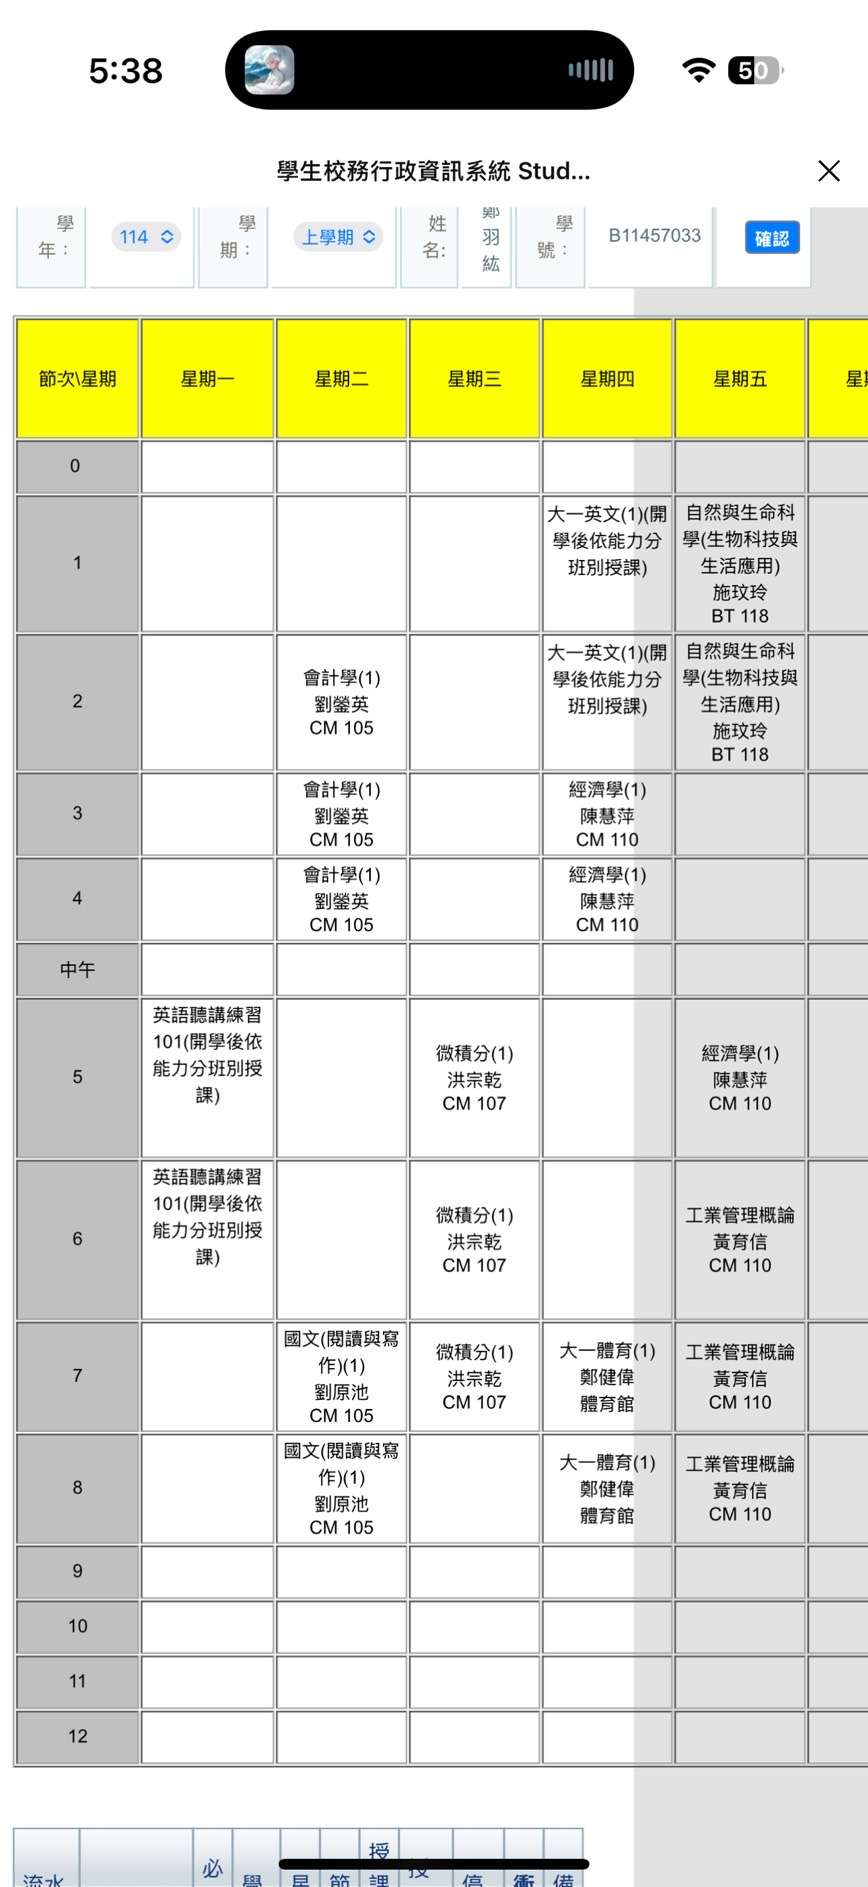 5:38
50
學生校務行政資訊系統 Stud...
學年：
114
學期：
上學期
姓名:
鄭羽紘
學號：
B11457033
確認
節次\星期 星期一 星期二 星期三 星期四 星期五
0
1
大一英文(1)(開
學後依能力分
班別授課)
自然與生命科
學(生物科技與
生活應用)
施玟玲
BT 118
2
會計學(1)
劉鎣英
CM 105
大一英文(1)(開
學後依能力分
班別授課)
自然與生命科
學(生物科技與
生活應用)
施玟玲
BT 118
3
會計學(1)
劉鎣英
CM 105
經濟學(1)
陳慧萍
CM 110
4
會計學(1)
劉鎣英
CM 105
經濟學(1)
陳慧萍
CM 110
中午
5
英語聽講練習
101(開學後依
能力分班別授
課)
微積分(1)
洪宗乾
CM 107
經濟學(1)
陳慧萍
CM 110
6
英語聽講練習
101(開學後依
能力分班別授
課)
微積分(1)
洪宗乾
CM 107
工業管理概論
黃育信
CM 110
7
國文(閱讀與寫
作)(1)
劉原池
CM 105
微積分(1)
洪宗乾
CM 107
大一體育(1)
鄭健偉
體育館
工業管理概論
黃育信
CM 110
8
國文(閱讀與寫
作)(1)
劉原池
CM 105
大一體育(1)
鄭健偉
體育館
工業管理概論
黃育信
CM 110
9
10
11
12
流水 必 學 星 節 授課 授 停 衝 備